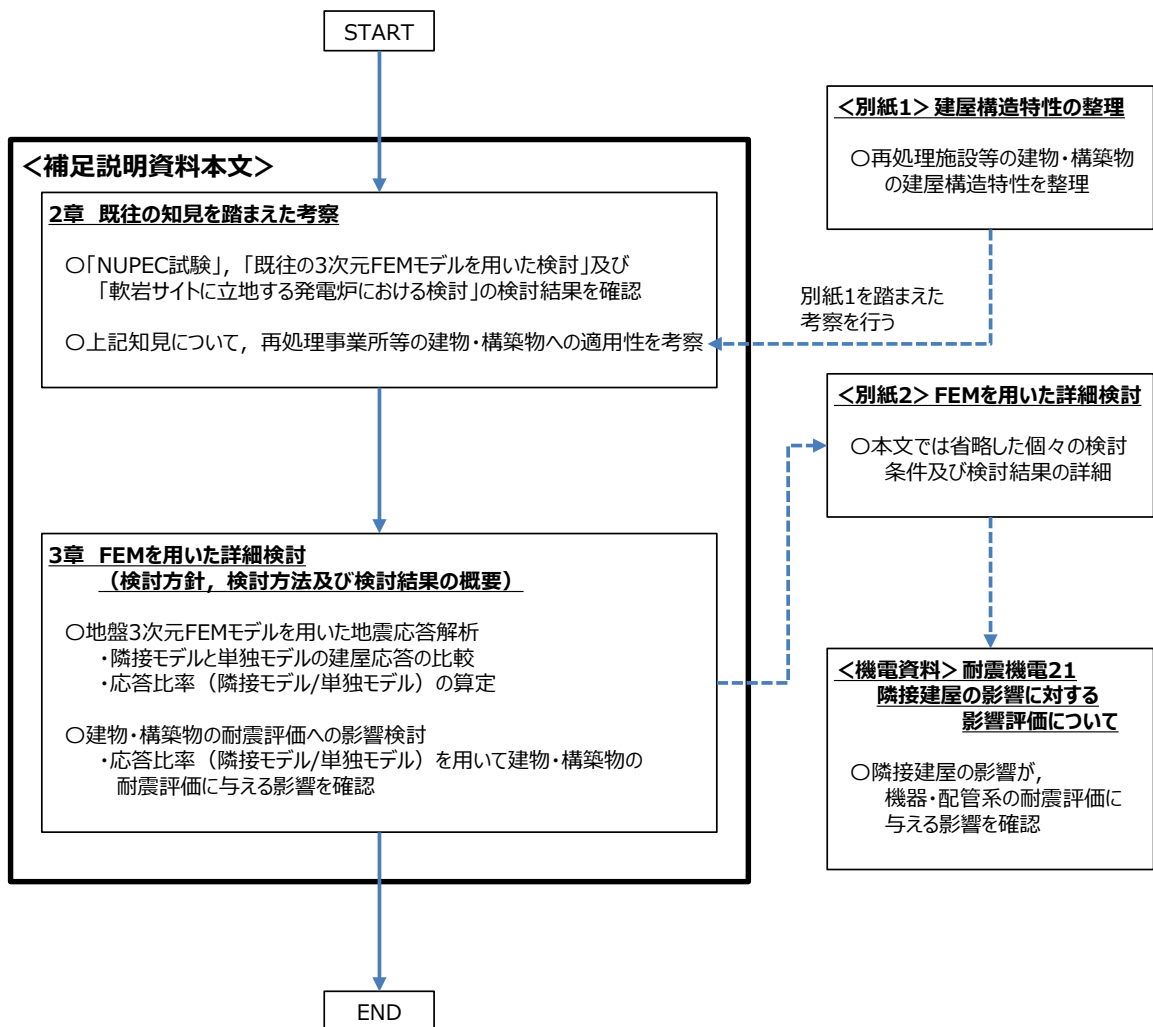 START
<補足説明資料本文>
2章 既往の知見を踏まえた考察
○「NUPEC試験」，「既往の3次元FEMモデルを用いた検討」及び
「軟岩サイトに立地する発電炉における検討」の検討結果を確認
○上記知見について，再処理事業所等の建物・構築物への適用性を考察
3章 FEMを用いた詳細検討
（検討方針，検討方法及び検討結果の概要）
○地盤3次元FEMモデルを用いた地震応答解析
・隣接モデルと単独モデルの建屋応答の比較
・応答比率（隣接モデル/単独モデル）の算定
○建物・構築物の耐震評価への影響検討
・応答比率（隣接モデル/単独モデル）を用いて建物・構築物の
耐震評価に与える影響を確認
END
<別紙1> 建屋構造特性の整理
○再処理施設等の建物・構築物
の建屋構造特性を整理
別紙1を踏まえた
考察を行う
<別紙2> FEMを用いた詳細検討
○本文では省略した個々の検討
条件及び検討結果の詳細
<機電資料> 耐震機電21
隣接建屋の影響に対する
影響評価について
○隣接建屋の影響が，
機器・配管系の耐震評価に
与える影響を確認